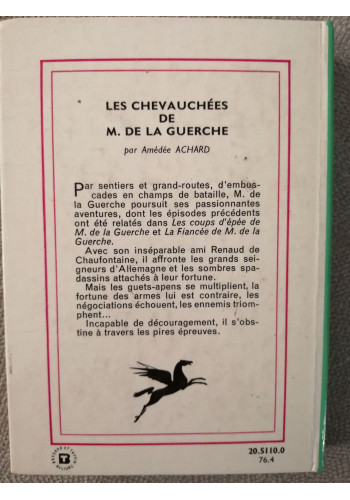 LES CHEVAUCHÉES
DE
M. DE LA GUERCHE
par Amédée ACHARD
Par sentiers et grand-routes, d'embus-
cades en champs de bataille, M. de
la Guerche poursuit ses passionnantes
aventures, dont les épisodes précédents
ont été relatés dans Les coups d'épée de
M. de la Guerche et La Fiancée de M. de la
Guerche.
Avec son inséparable ami Renaud de
Chaufontaine, il affronte les grands sei-
gneurs d'Allemagne et les sombres spa-
dassins attachés à leur fortune.
Mais les guets-apens se multiplient, la
fortune des armes lui est contraire, les
négociations échouent, les ennemis triom-
phent...
Incapable de découragement, il s'obs-
tine à travers les pires épreuves.
20.5110.0
76.4